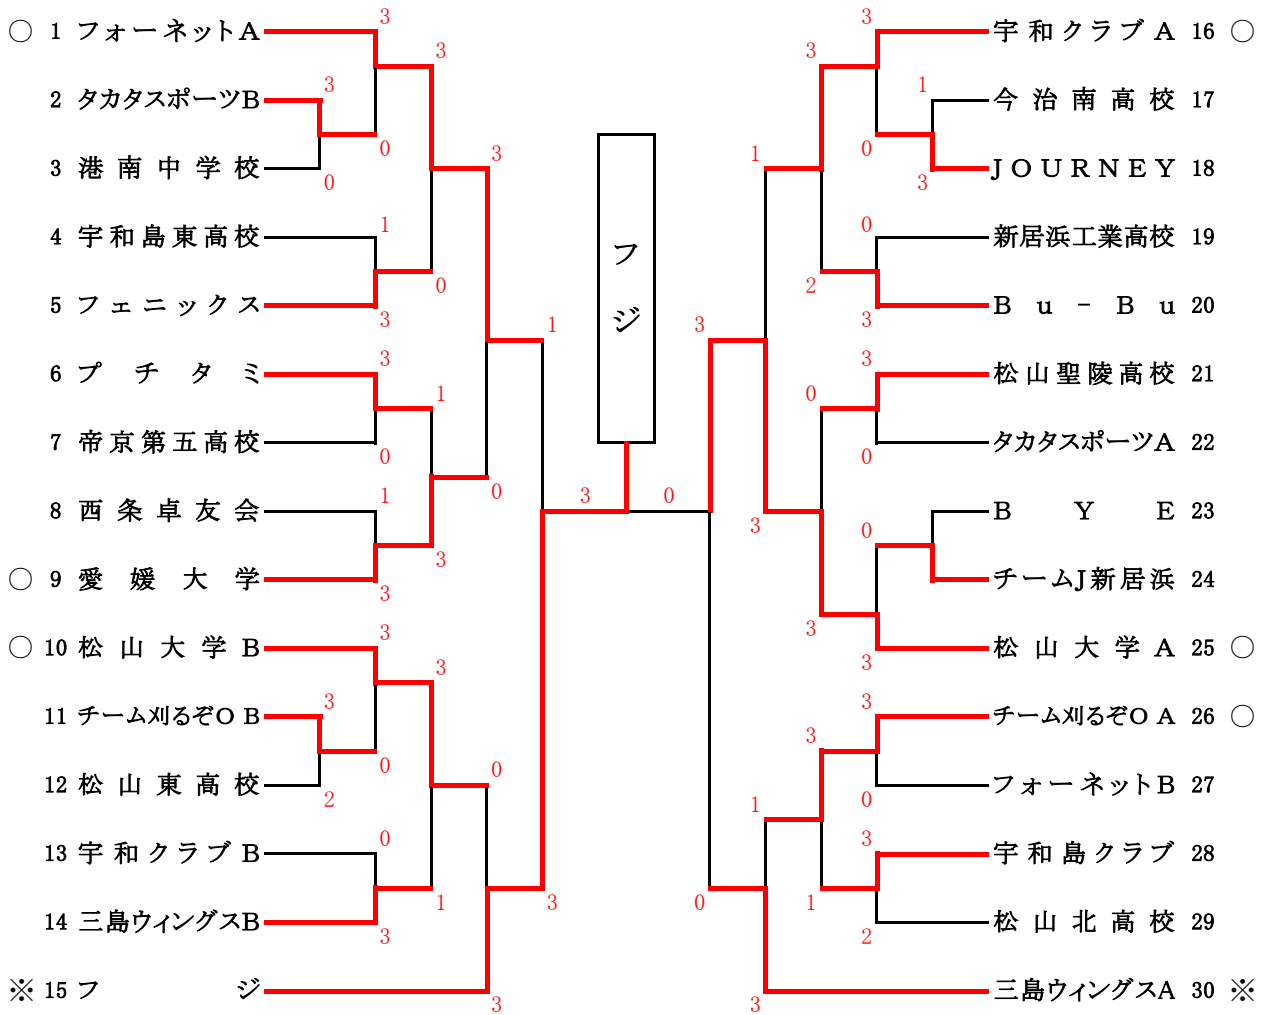 ○ 1 フォーネットA
2 タカタスポーツB
3 港南中学校
4 宇和島東高校
5 フェニックス
6 プチタミ
7 帝京第五高校
8 西条卓友会
○ 9 愛媛大学
○ 10 松山大学B
11 チーム刈るぞOB
12 松山東高校
13 宇和クラブB
14 三島ウィングスB
※ 15 フジ
3
3
0
0
1
3
3
0
1
3
3
3
2
0
0
3
3
0
1
3
3
1
3
0
0
3
1
3
3
フジ
0
3
0
1
3
1
3
3
2
0
3
3
1
3
0
1
3
0
3
3
0
0
3
3
0
3
2
宇和クラブA 16 ○
今治南高校 17
JOURNEY 18
新居浜工業高校 19
Bu-Bu 20
松山聖陵高校 21
タカタスポーツA 22
BYE 23
チームJ新居浜 24
松山大学A 25 ○
チーム刈るぞOA 26 ○
フォーネットB 27
宇和島クラブ 28
松山北高校 29
三島ウィングスA 30 ※